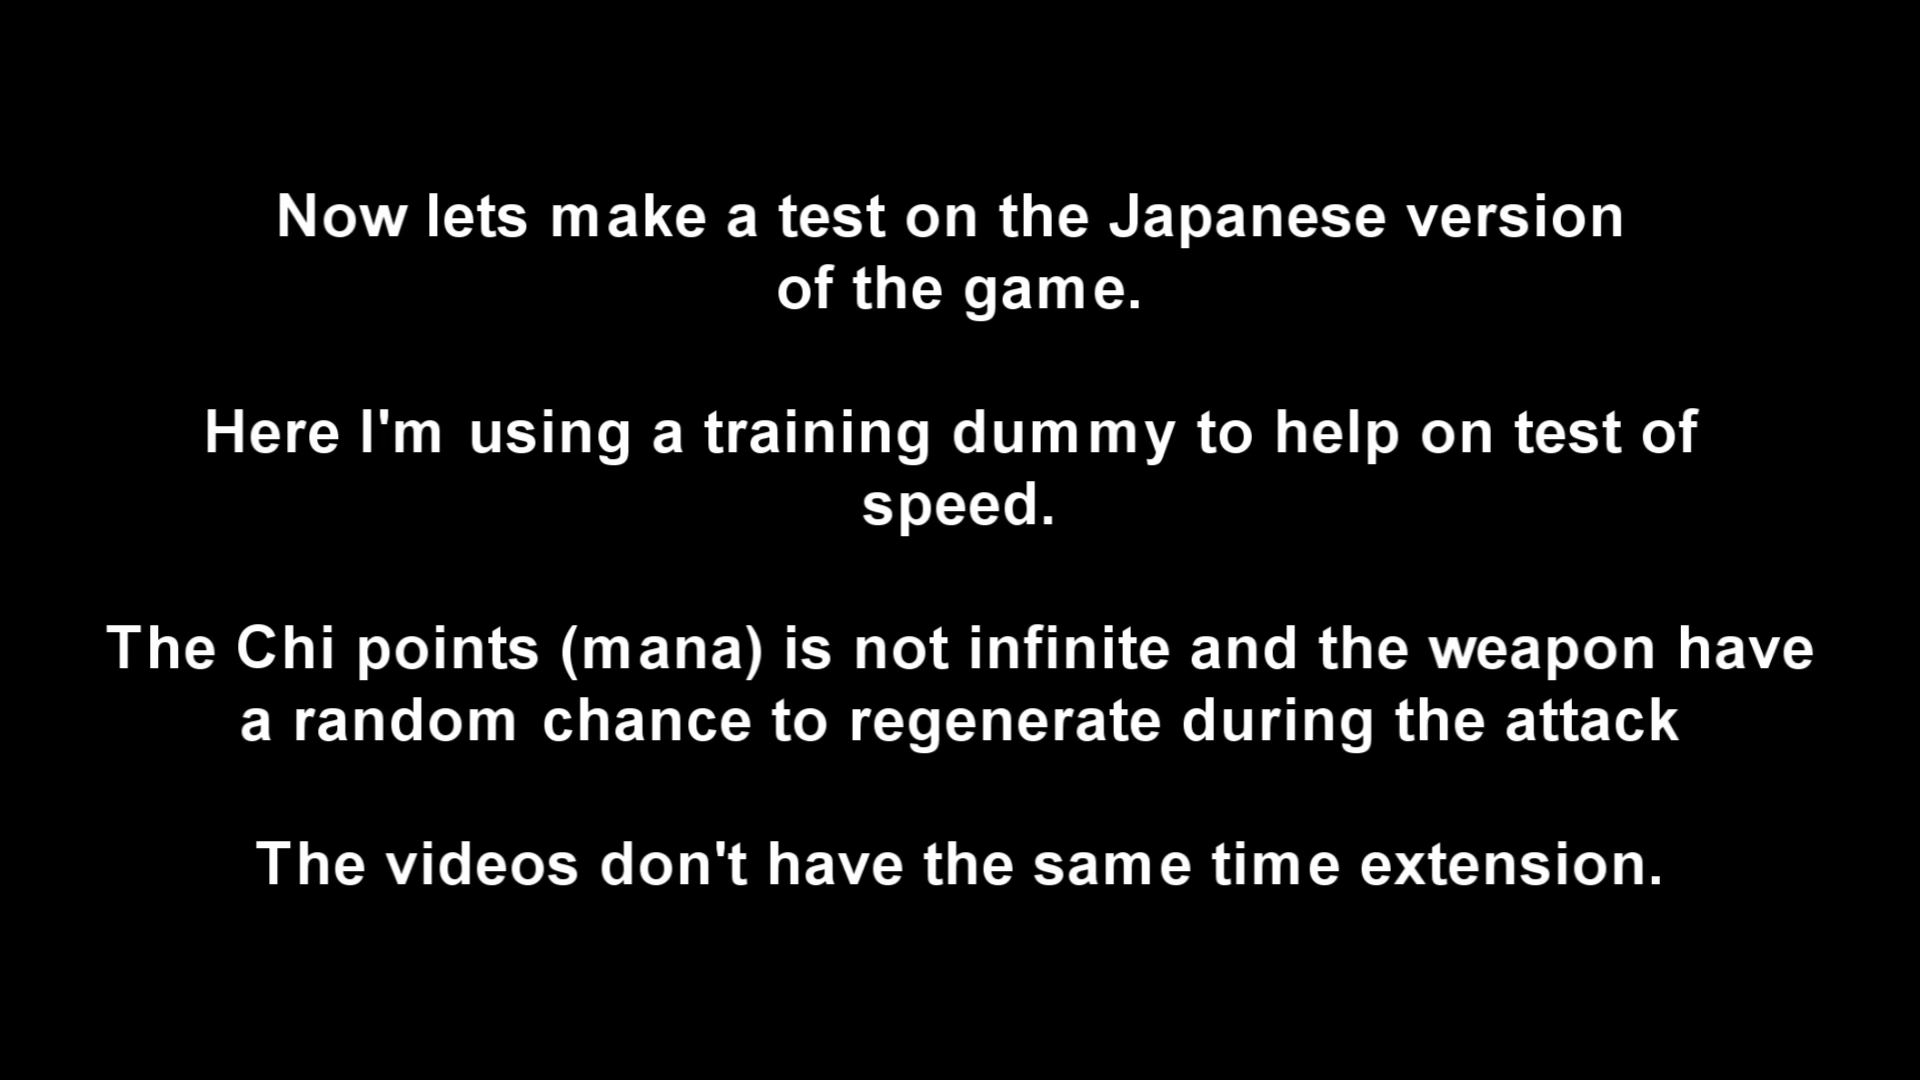 Now lets make a test on the Japanese version
of the game.
Here I'm using a training dummy to help on test of
speed.
The Chi points (mana) is not infinite and the weapon have
a random chance to regenerate during the attack
The videos don't have the same time extension.